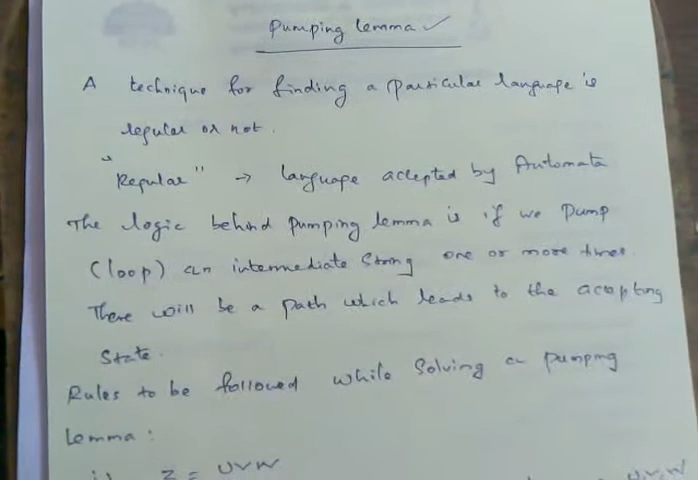 Pumping lemma ✓
A technique for finding a particular language is
regular or not.
"Regular" → language accepted by Automata
The logic behind pumping lemma is if we pump
(loop) an intermediate string one or more times.
There will be a path which leads to the accepting
State.
Rules to be followed while solving a pumping
lemma:
Z = UVW U,V,W